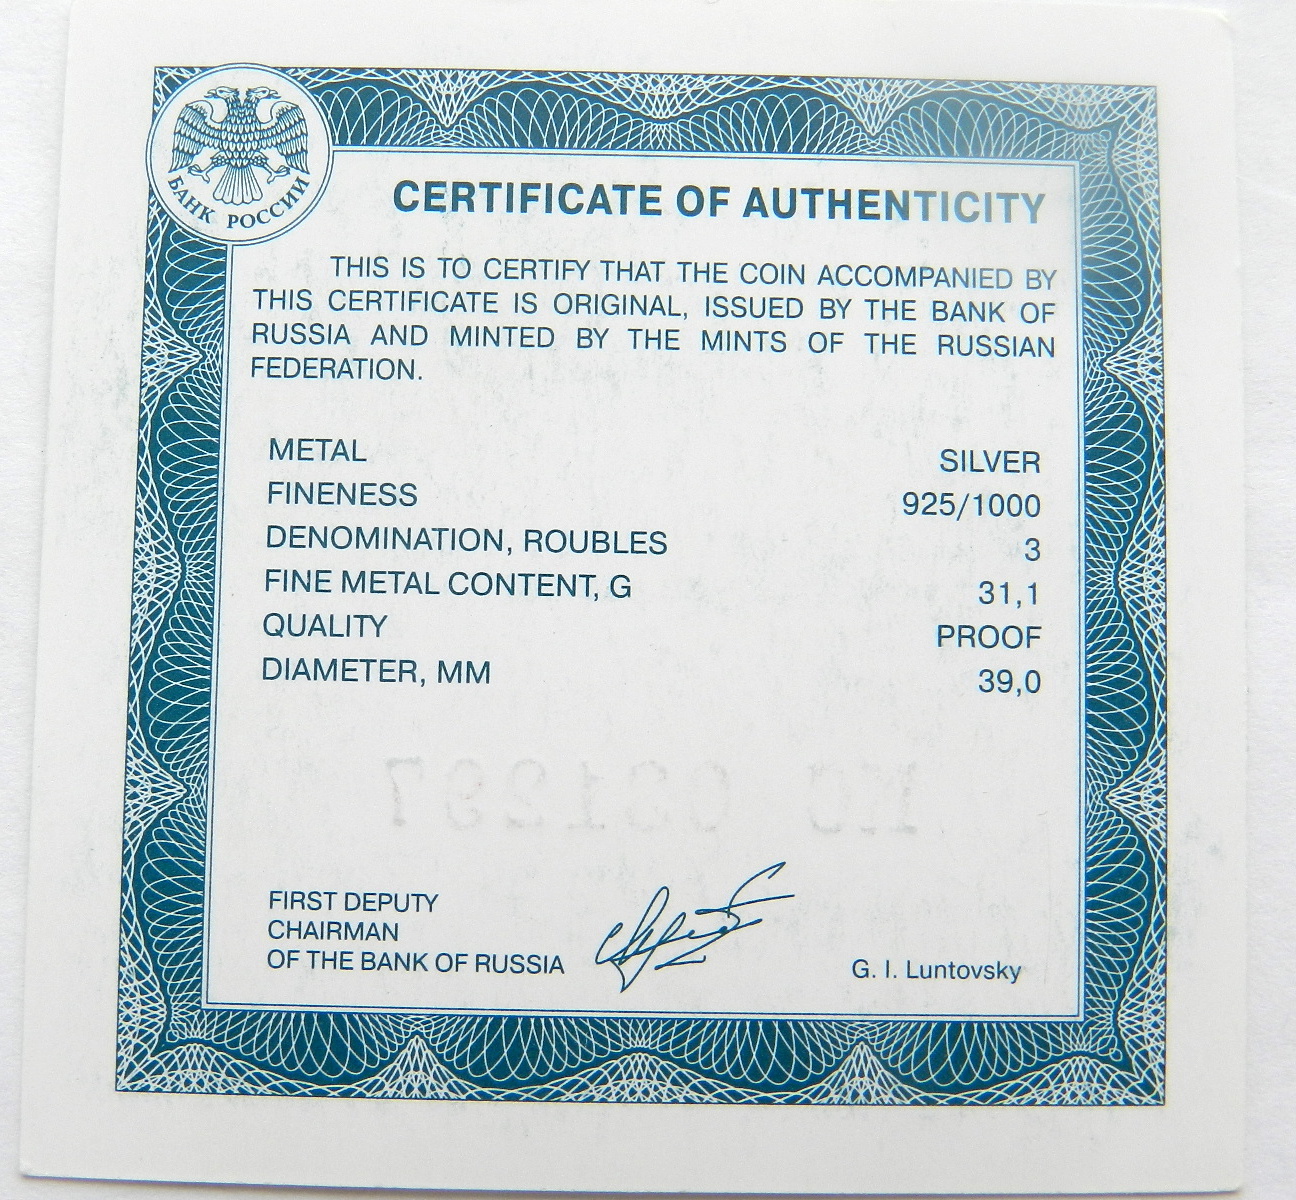 БАНК РОССИИ
CERTIFICATE OF AUTHENTICITY
THIS IS TO CERTIFY THAT THE COIN ACCOMPANIED BY
THIS CERTIFICATE IS ORIGINAL, ISSUED BY THE BANK OF
RUSSIA AND MINTED BY THE MINTS OF THE RUSSIAN
FEDERATION.
METAL SILVER
FINENESS 925/1000
DENOMINATION, ROUBLES 3
FINE METAL CONTENT, G 31,1
QUALITY PROOF
DIAMETER, MM 39,0
FIRST DEPUTY
CHAIRMAN
OF THE BANK OF RUSSIA G. I. Luntovsky